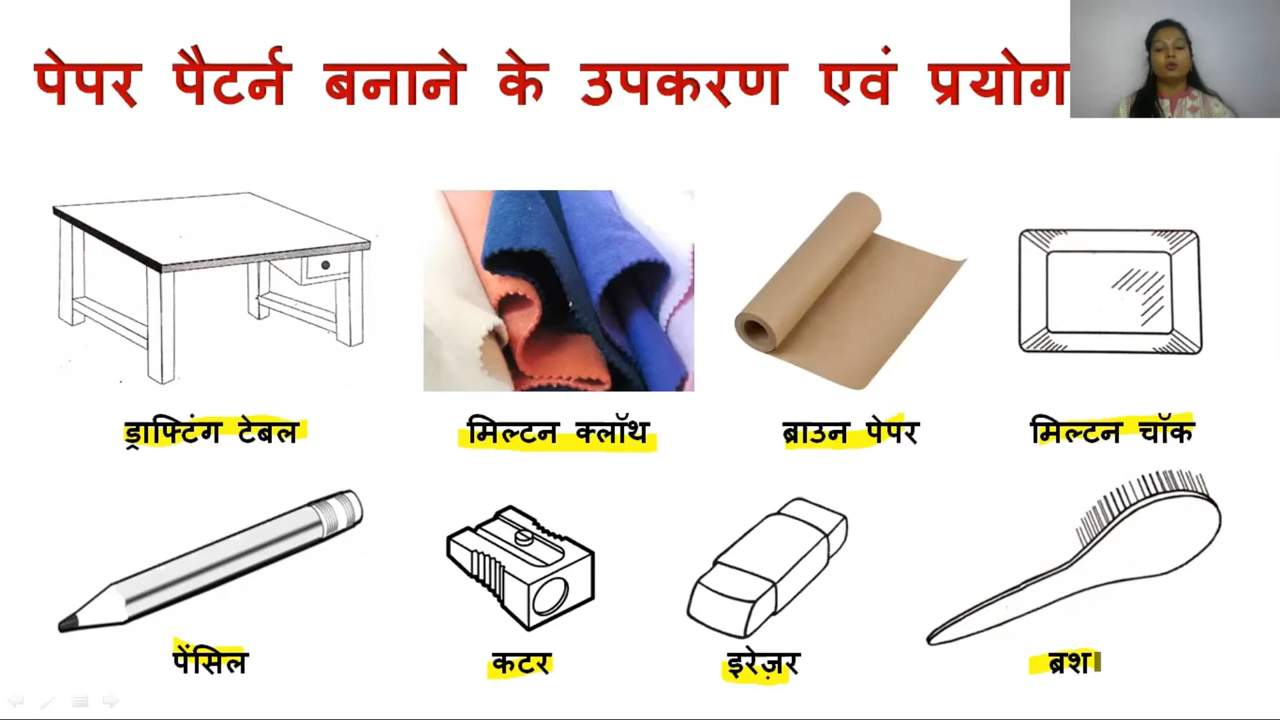 पेपर पैटर्न बनाने के उपकरण एवं प्रयोग
ड्राफ्टिंग टेबल
मिल्टन क्लॉथ
ब्राउन पेपर
मिल्टन चॉक
पेंसिल
कटर
इरेज़र
ब्रश